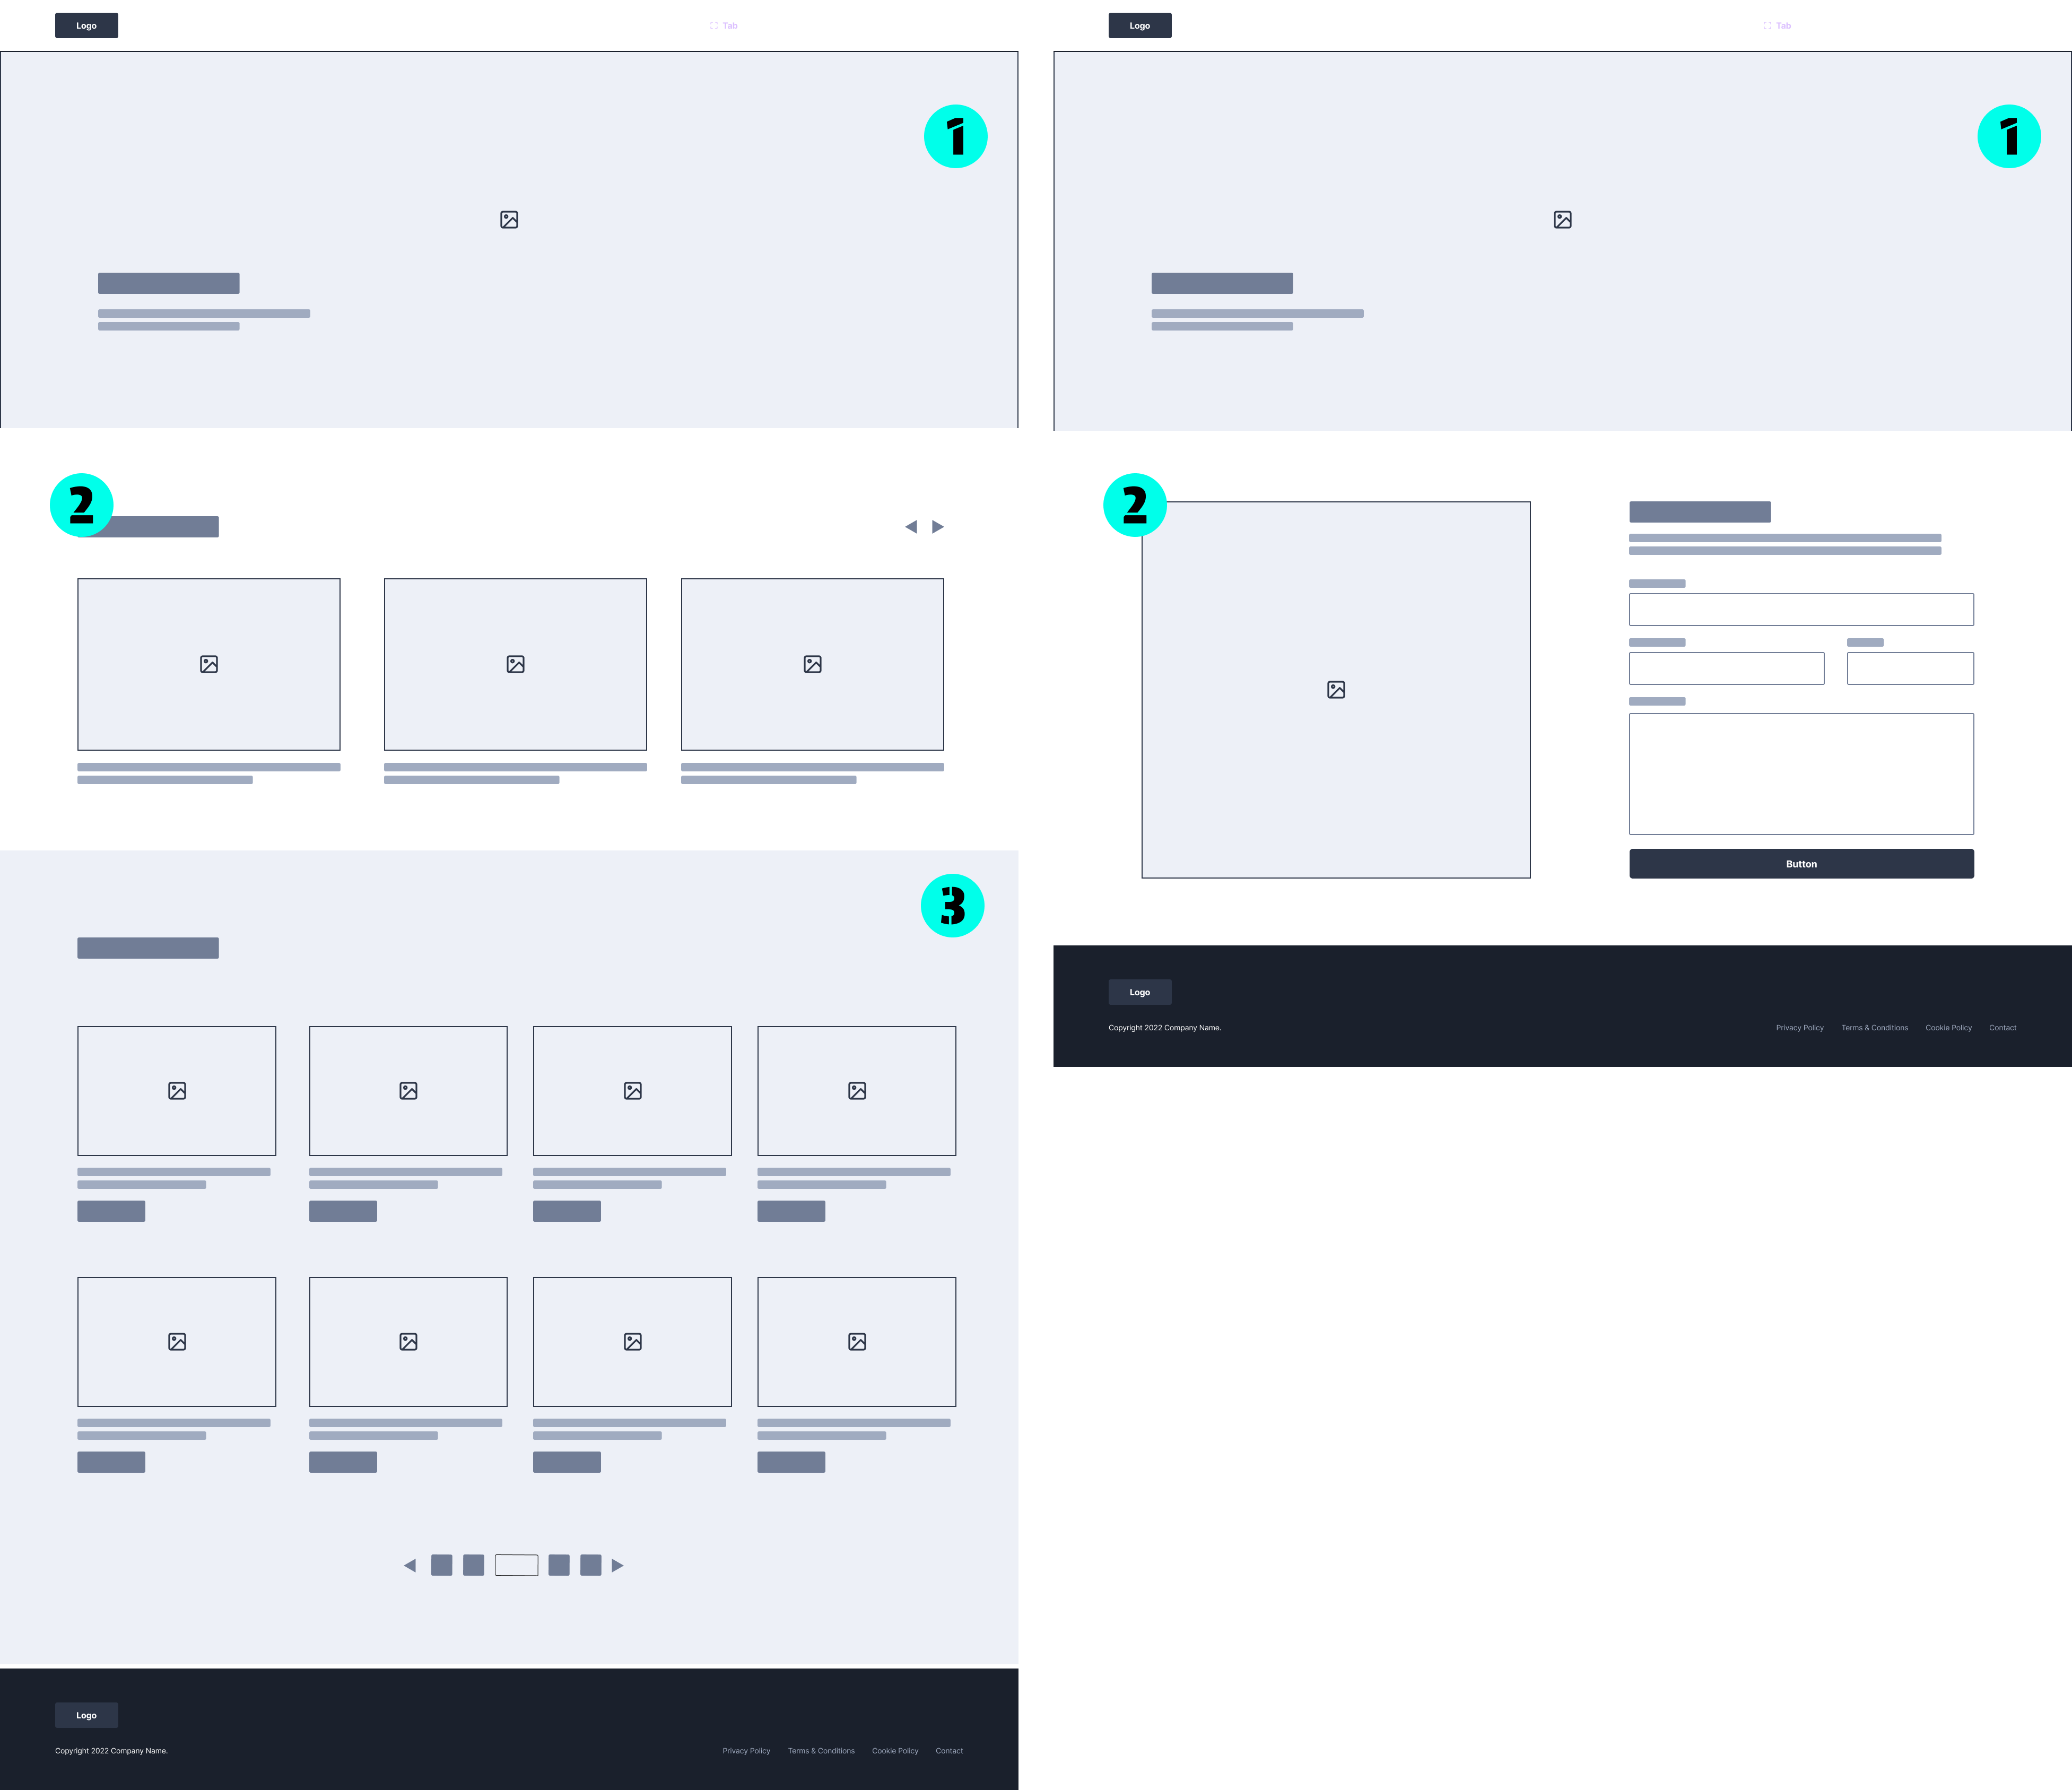 Logo
Tab
1
2
3
Logo
Copyright 2022 Company Name.
Privacy Policy Terms & Conditions Cookie Policy Contact
Logo
Tab
1
2
Button
Logo
Copyright 2022 Company Name.
Privacy Policy Terms & Conditions Cookie Policy Contact